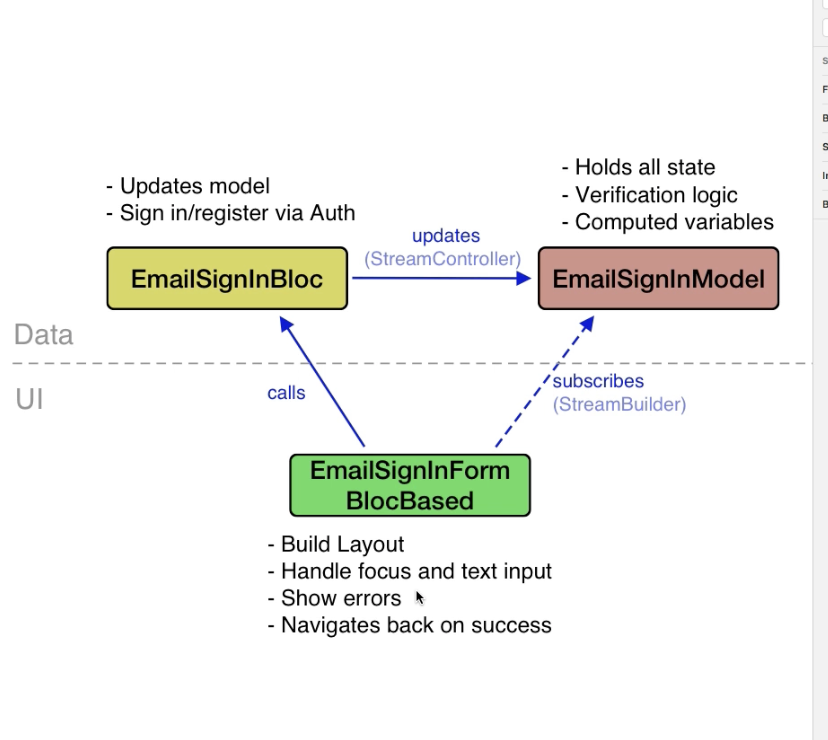 - Updates model
- Sign in/register via Auth
- Holds all state
- Verification logic
- Computed variables
updates
(StreamController)
EmailSignInBloc
EmailSignInModel
Data
UI
calls
subscribes
(StreamBuilder)
EmailSignInForm
BlocBased
- Build Layout
- Handle focus and text input
- Show errors
- Navigates back on success